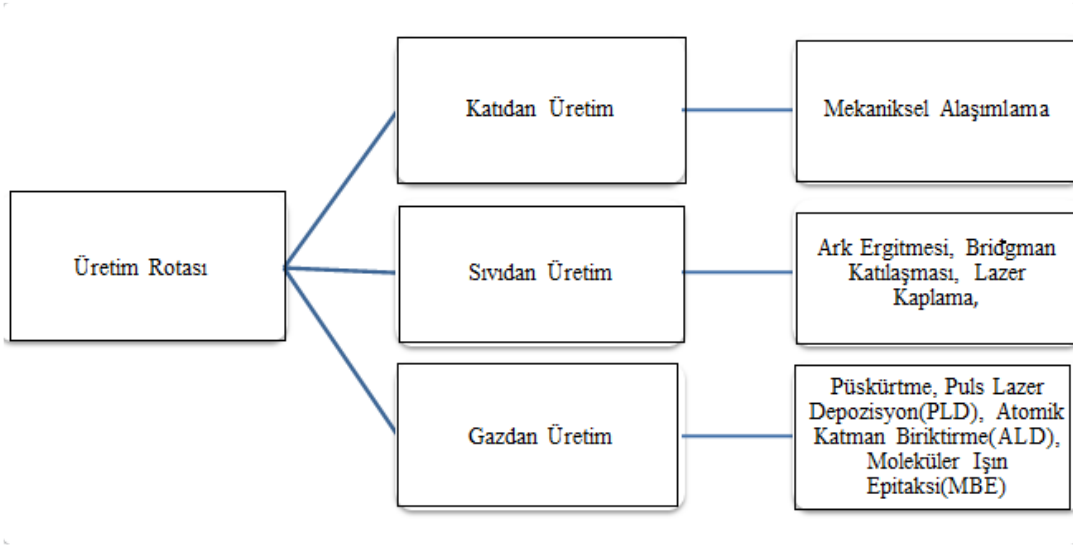 Üretim Rotası
Katıdan Üretim
Mekaniksel Alaşımlama
Sıvıdan Üretim
Ark Ergitmesi, Bridgman
Katılaşması, Lazer
Kaplama,
Gazdan Üretim
Püskürtme, Puls Lazer
Depozisyon(PLD), Atomik
Katman Biriktirme(ALD),
Moleküler Işın
Epitaksi(MBE)